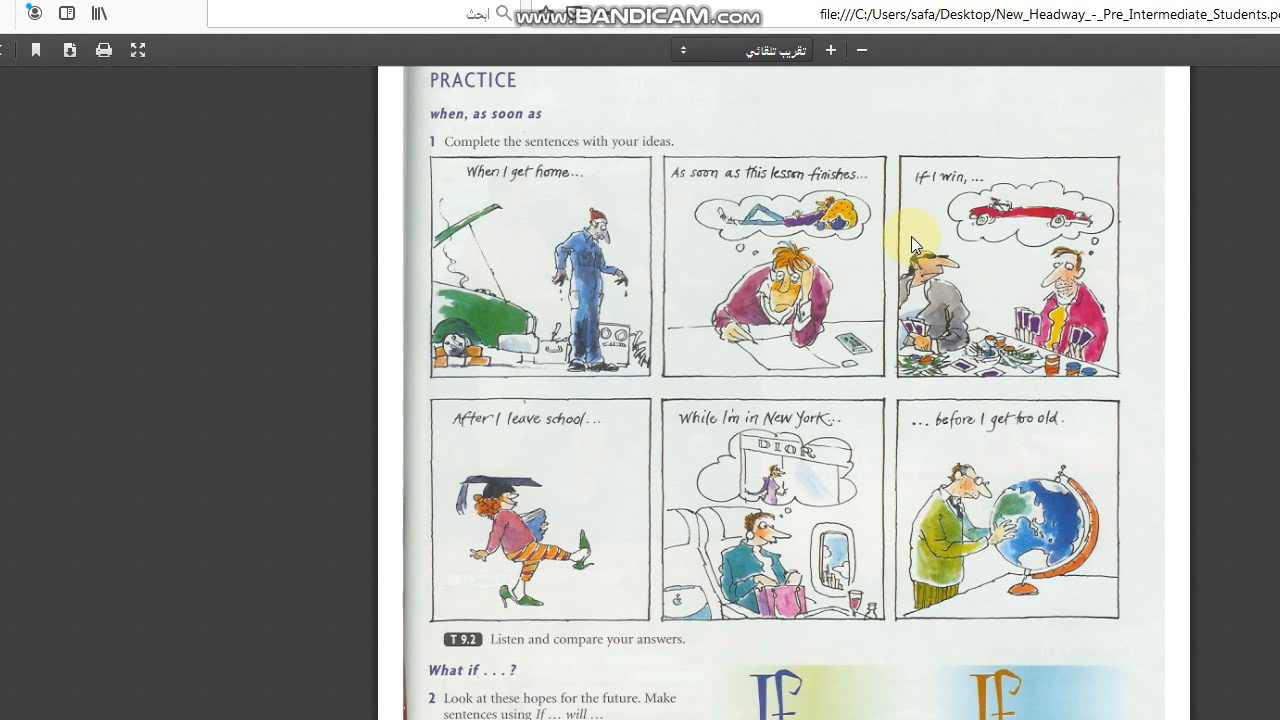 ابحث
www.BANDICAM.com
file:///C:/Users/safa/Desktop/New_Headway_-_Pre_Intermediate_Students.p
تقريب تلقائي
PRACTICE
when, as soon as
1 Complete the sentences with your ideas.
When I get home...
As soon as this lesson finishes...
If I win, ...
After I leave school...
While I'm in New York...
DIOR
... before I get too old.
T 9.2 Listen and compare your answers.
What if . . . ?
2 Look at these hopes for the future. Make
sentences using If ... will ...
If
If